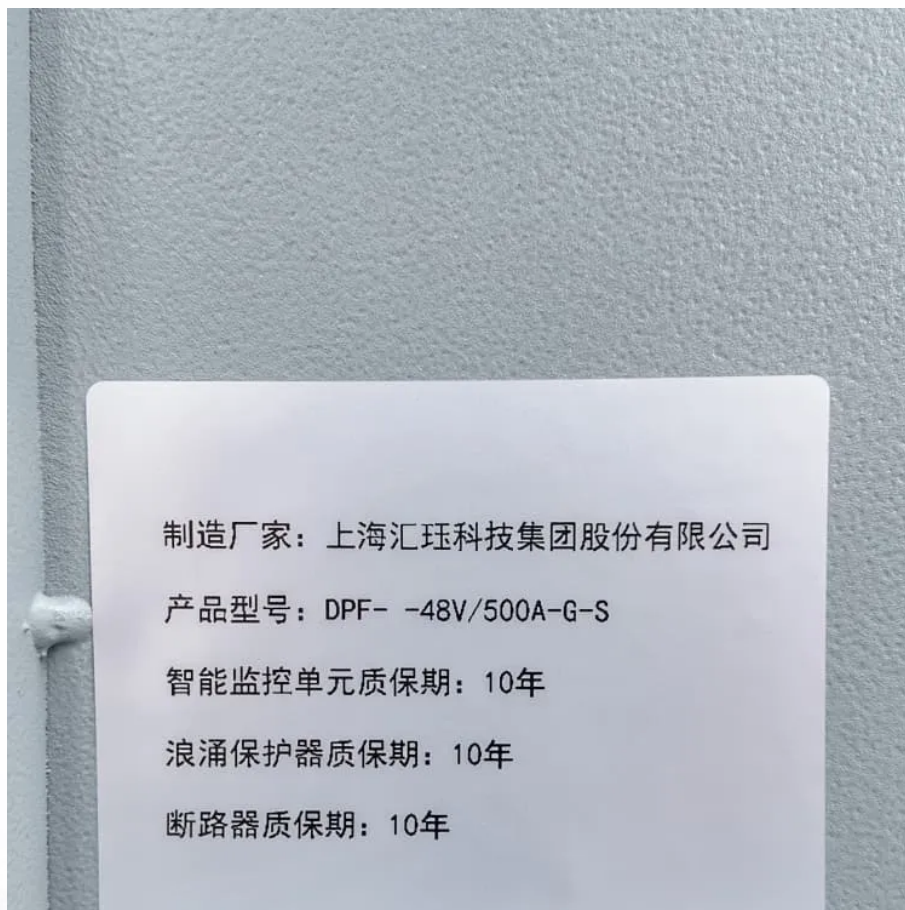 制造厂家：上海汇珏科技集团股份有限公司
产品型号：DPF- -48V/500A-G-S
智能监控单元质保期：10年
浪涌保护器质保期：10年
断路器质保期：10年